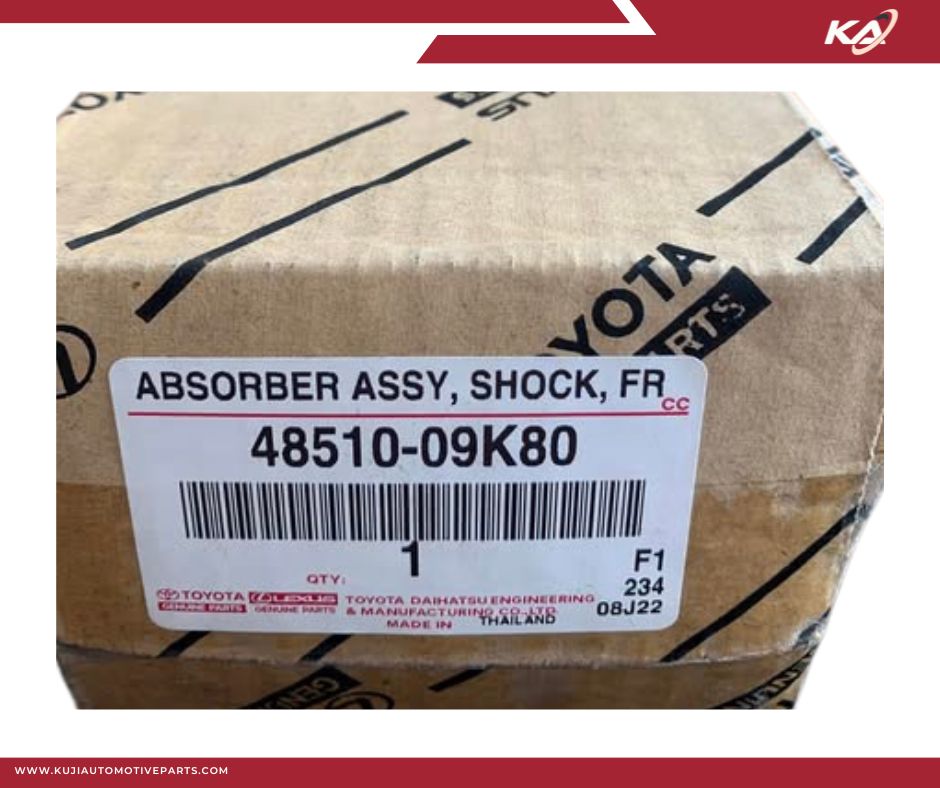 KA
US
TOYOTA
ABSORBER ASSY, SHOCK, FR
CC
48510-09K80
1
QTY:
F1
234
08J22
TOYOTA LEXUS TOYOTA DAIHATSU ENGINEERING
GENUINE PARTS GENUINE PARTS & MANUFACTURING CO.,LTD.
MADE IN THAILAND
WWW.KUJIAUTOMOTIVEPARTS.COM